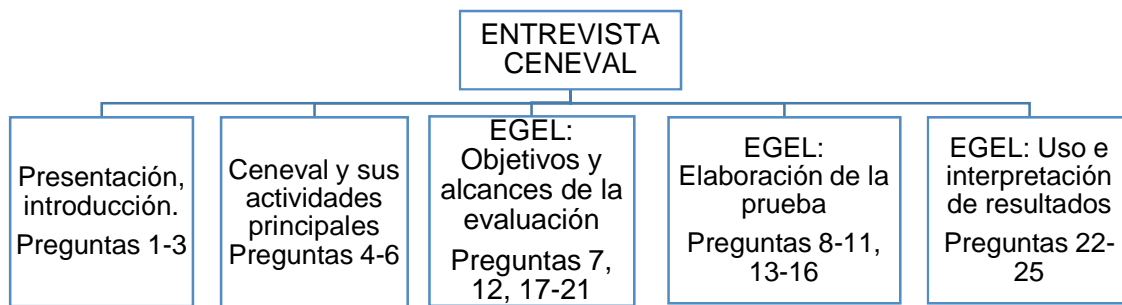 ENTREVISTA
CENEVAL
Presentación,
introducción.
Preguntas 1-3
Ceneval y sus
actividades
principales
Preguntas 4-6
EGEL:
Objetivos y
alcances de la
evaluación
Preguntas 7,
12, 17-21
EGEL:
Elaboración de la
prueba
Preguntas 8-11,
13-16
EGEL: Uso e
interpretación
de resultados
Preguntas 22-
25